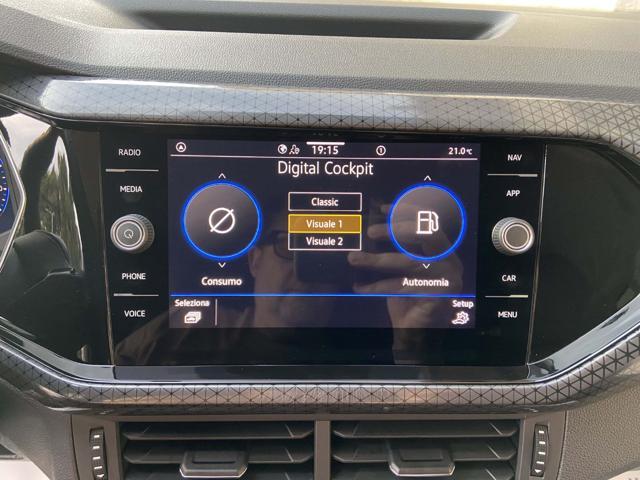 RADIO
MEDIA
PHONE
VOICE
19:15
1
21.0°C
Digital Cockpit
Classic
Visuale 1
Visuale 2
Consumo
Autonomia
Seleziona
Setup
NAV
APP
CAR
MENU